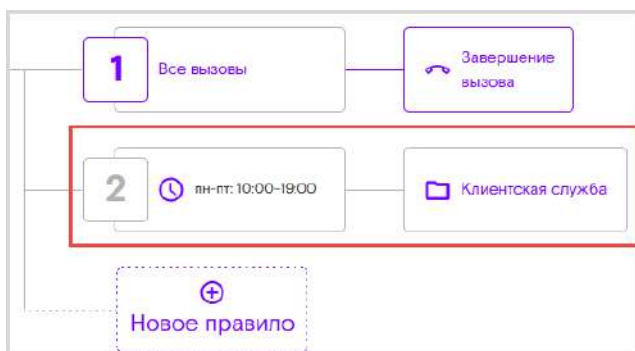 1
Все вызовы
Завершение
вызова
2
пн-пт: 10:00-19:00
Клиентская служба
Новое правило